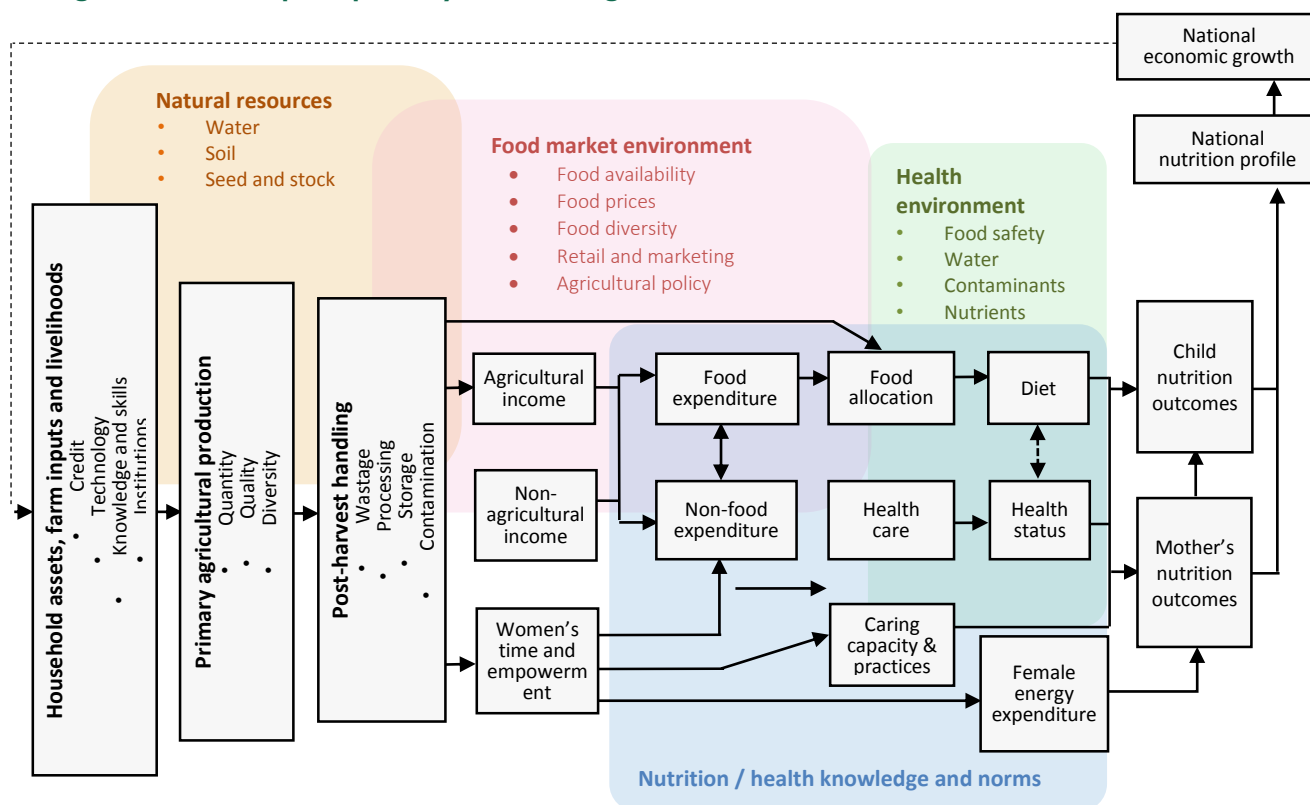 National
economic growth
National
nutrition profile
Natural resources
• Water
• Soil
• Seed and stock
Food market environment
• Food availability
• Food prices
• Food diversity
• Retail and marketing
• Agricultural policy
Health
environment
• Food safety
• Water
• Contaminants
• Nutrients
Household assets, farm inputs and livelihoods
• Credit
• Technology
• Knowledge and skills
• Institutions
Primary agricultural production
• Quantity
• Quality
• Diversity
Post-harvest handling
• Wastage
• Processing
• Storage
• Contamination
Agricultural
income
Food
expenditure
Food
allocation
Diet
Child
nutrition
outcomes
Non-
agricultural
income
Non-food
expenditure
Health
care
Health
status
Mother’s
nutrition
outcomes
Women’s
time and
empowerm
ent
Caring
capacity &
practices
Female
energy
expenditure
Nutrition / health knowledge and norms